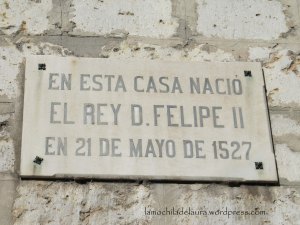 EN ESTA CASA NACIÓ
EL REY D. FELIPE II
EN 21 DE MAYO DE 1527
lamochiladelaura.wordpress.com